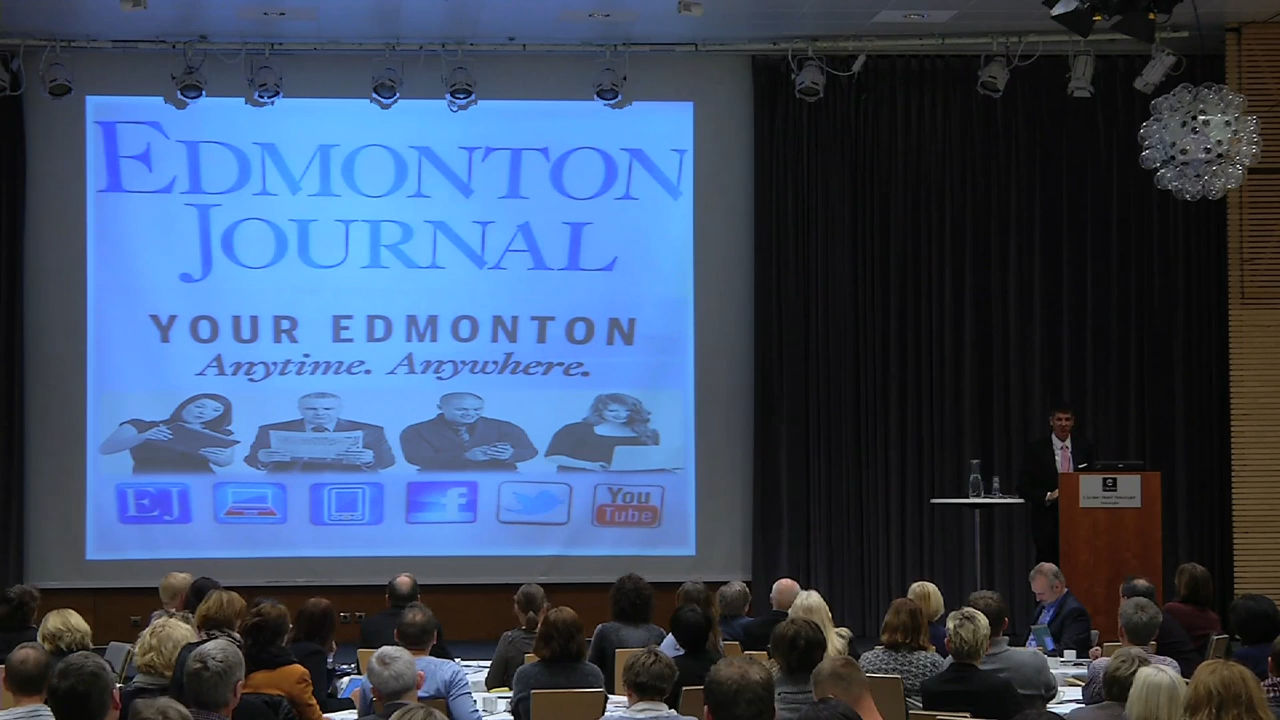 EDMONTON
JOURNAL
YOUR EDMONTON
Anytime. Anywhere.
EJ
f
You
Tube